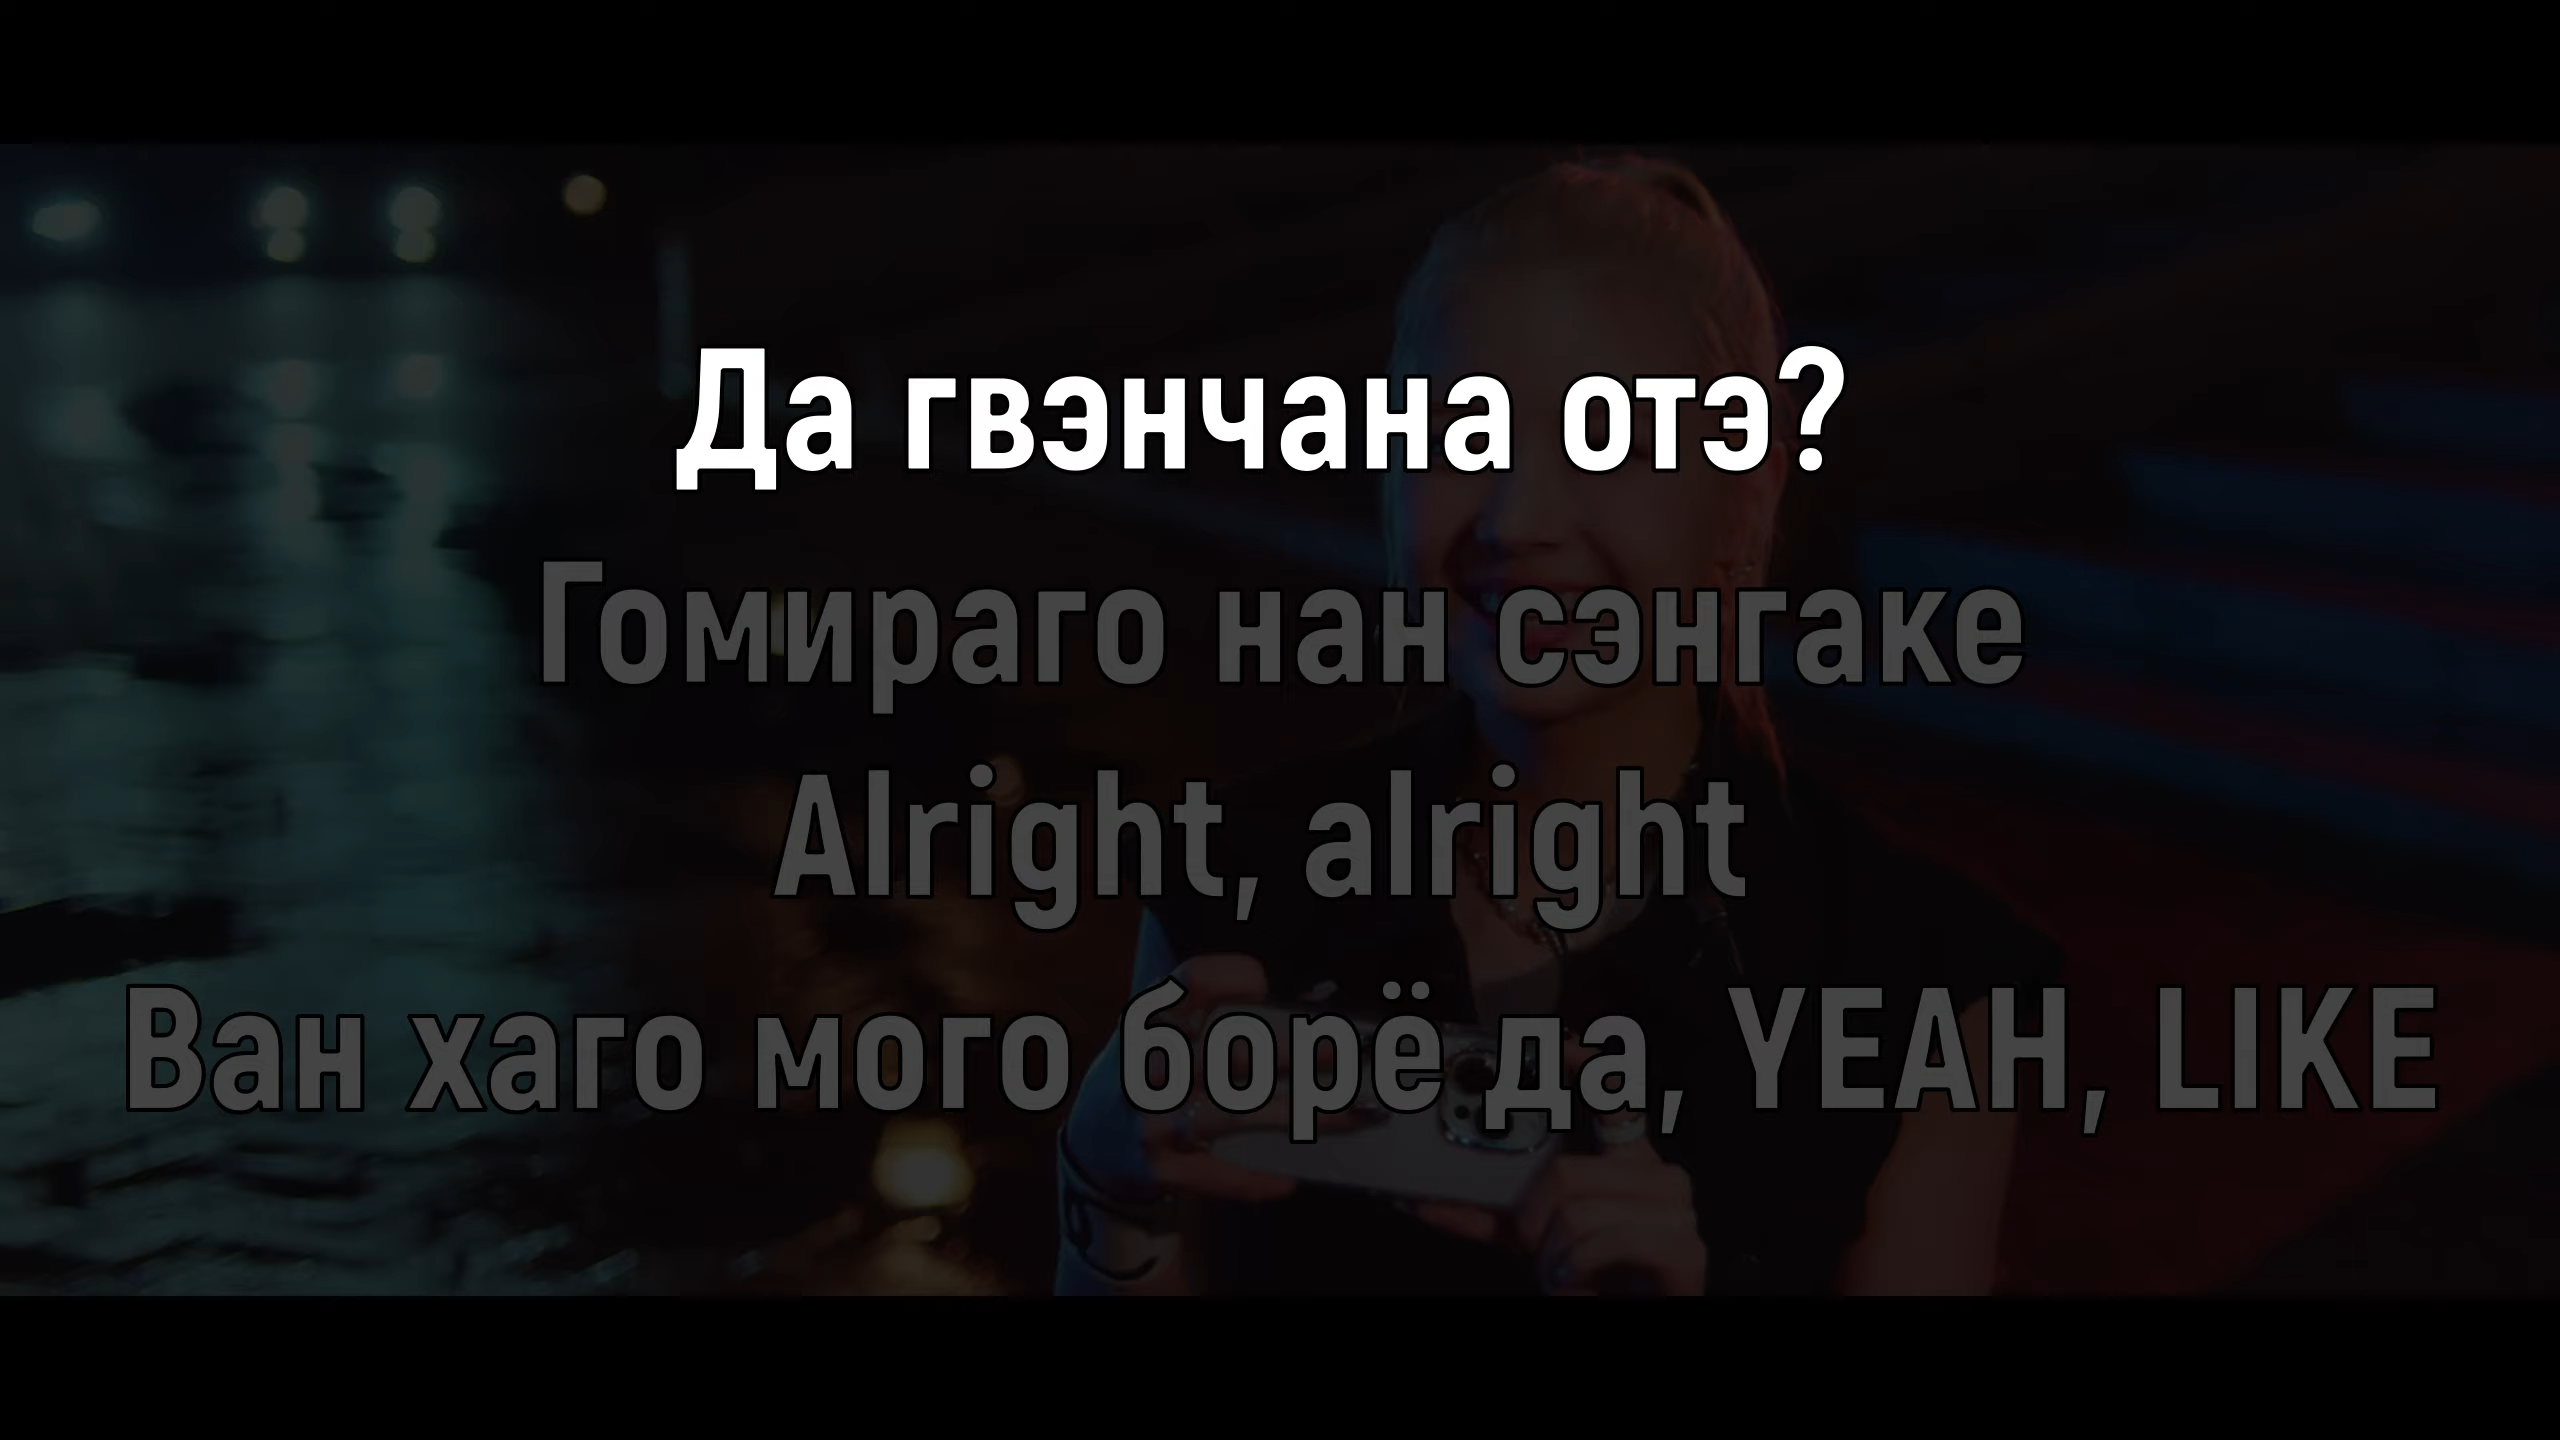 Да гвэнчана отэ?
Гомираго нан сэнгаке
Alright, alright
Ван хаго мого борё да, YEAH, LIKE